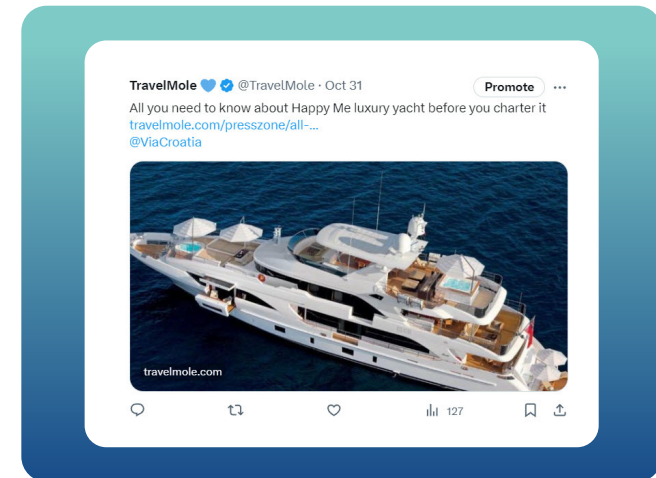 TravelMole 💙 @TravelMole · Oct 31
Promote
All you need to know about Happy Me luxury yacht before you charter it
travelmole.com/presszone/all-...
@ViaCroatia
travelmole.com
127